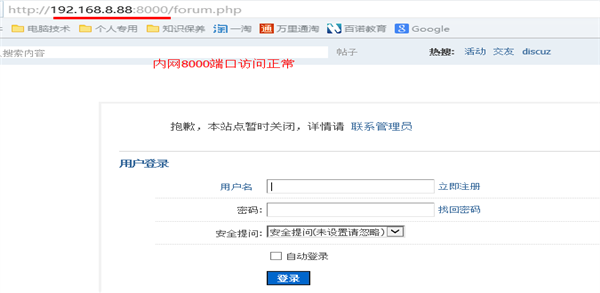 http://192.168.8.88:8000/forum.php
电脑技术 个人专用 知识保养 一淘 万里通淘 百诺教育 Google
搜索内容 帖子 热搜: 活动 交友 discuz
内网8000端口访问正常
抱歉，本站点暂时关闭，详情请 联系管理员
用户登录
用户名 立即注册
密码: 找回密码
安全提问: 安全提问(未设置请忽略)
自动登录
登录